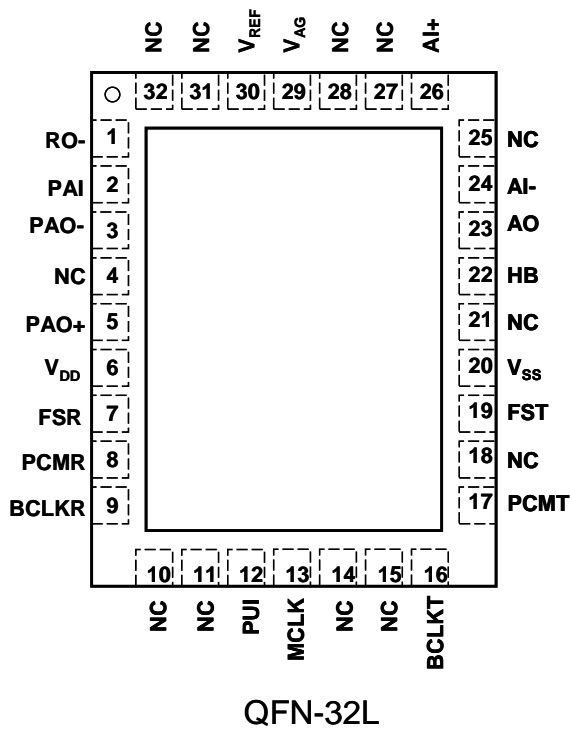 NC NC VREF VAG NC NC AI+
32 31 30 29 28 27 26
RO- 1
PAI 2
PAO- 3
NC 4
PAO+ 5
VDD 6
FSR 7
PCMR 8
BCLKR 9
25 NC
24 AI-
23 AO
22 HB
21 NC
20 VSS
19 FST
18 NC
17 PCMT
10 11 12 13 14 15 16
NC NC PUI MCLK NC NC BCLKT
QFN-32L